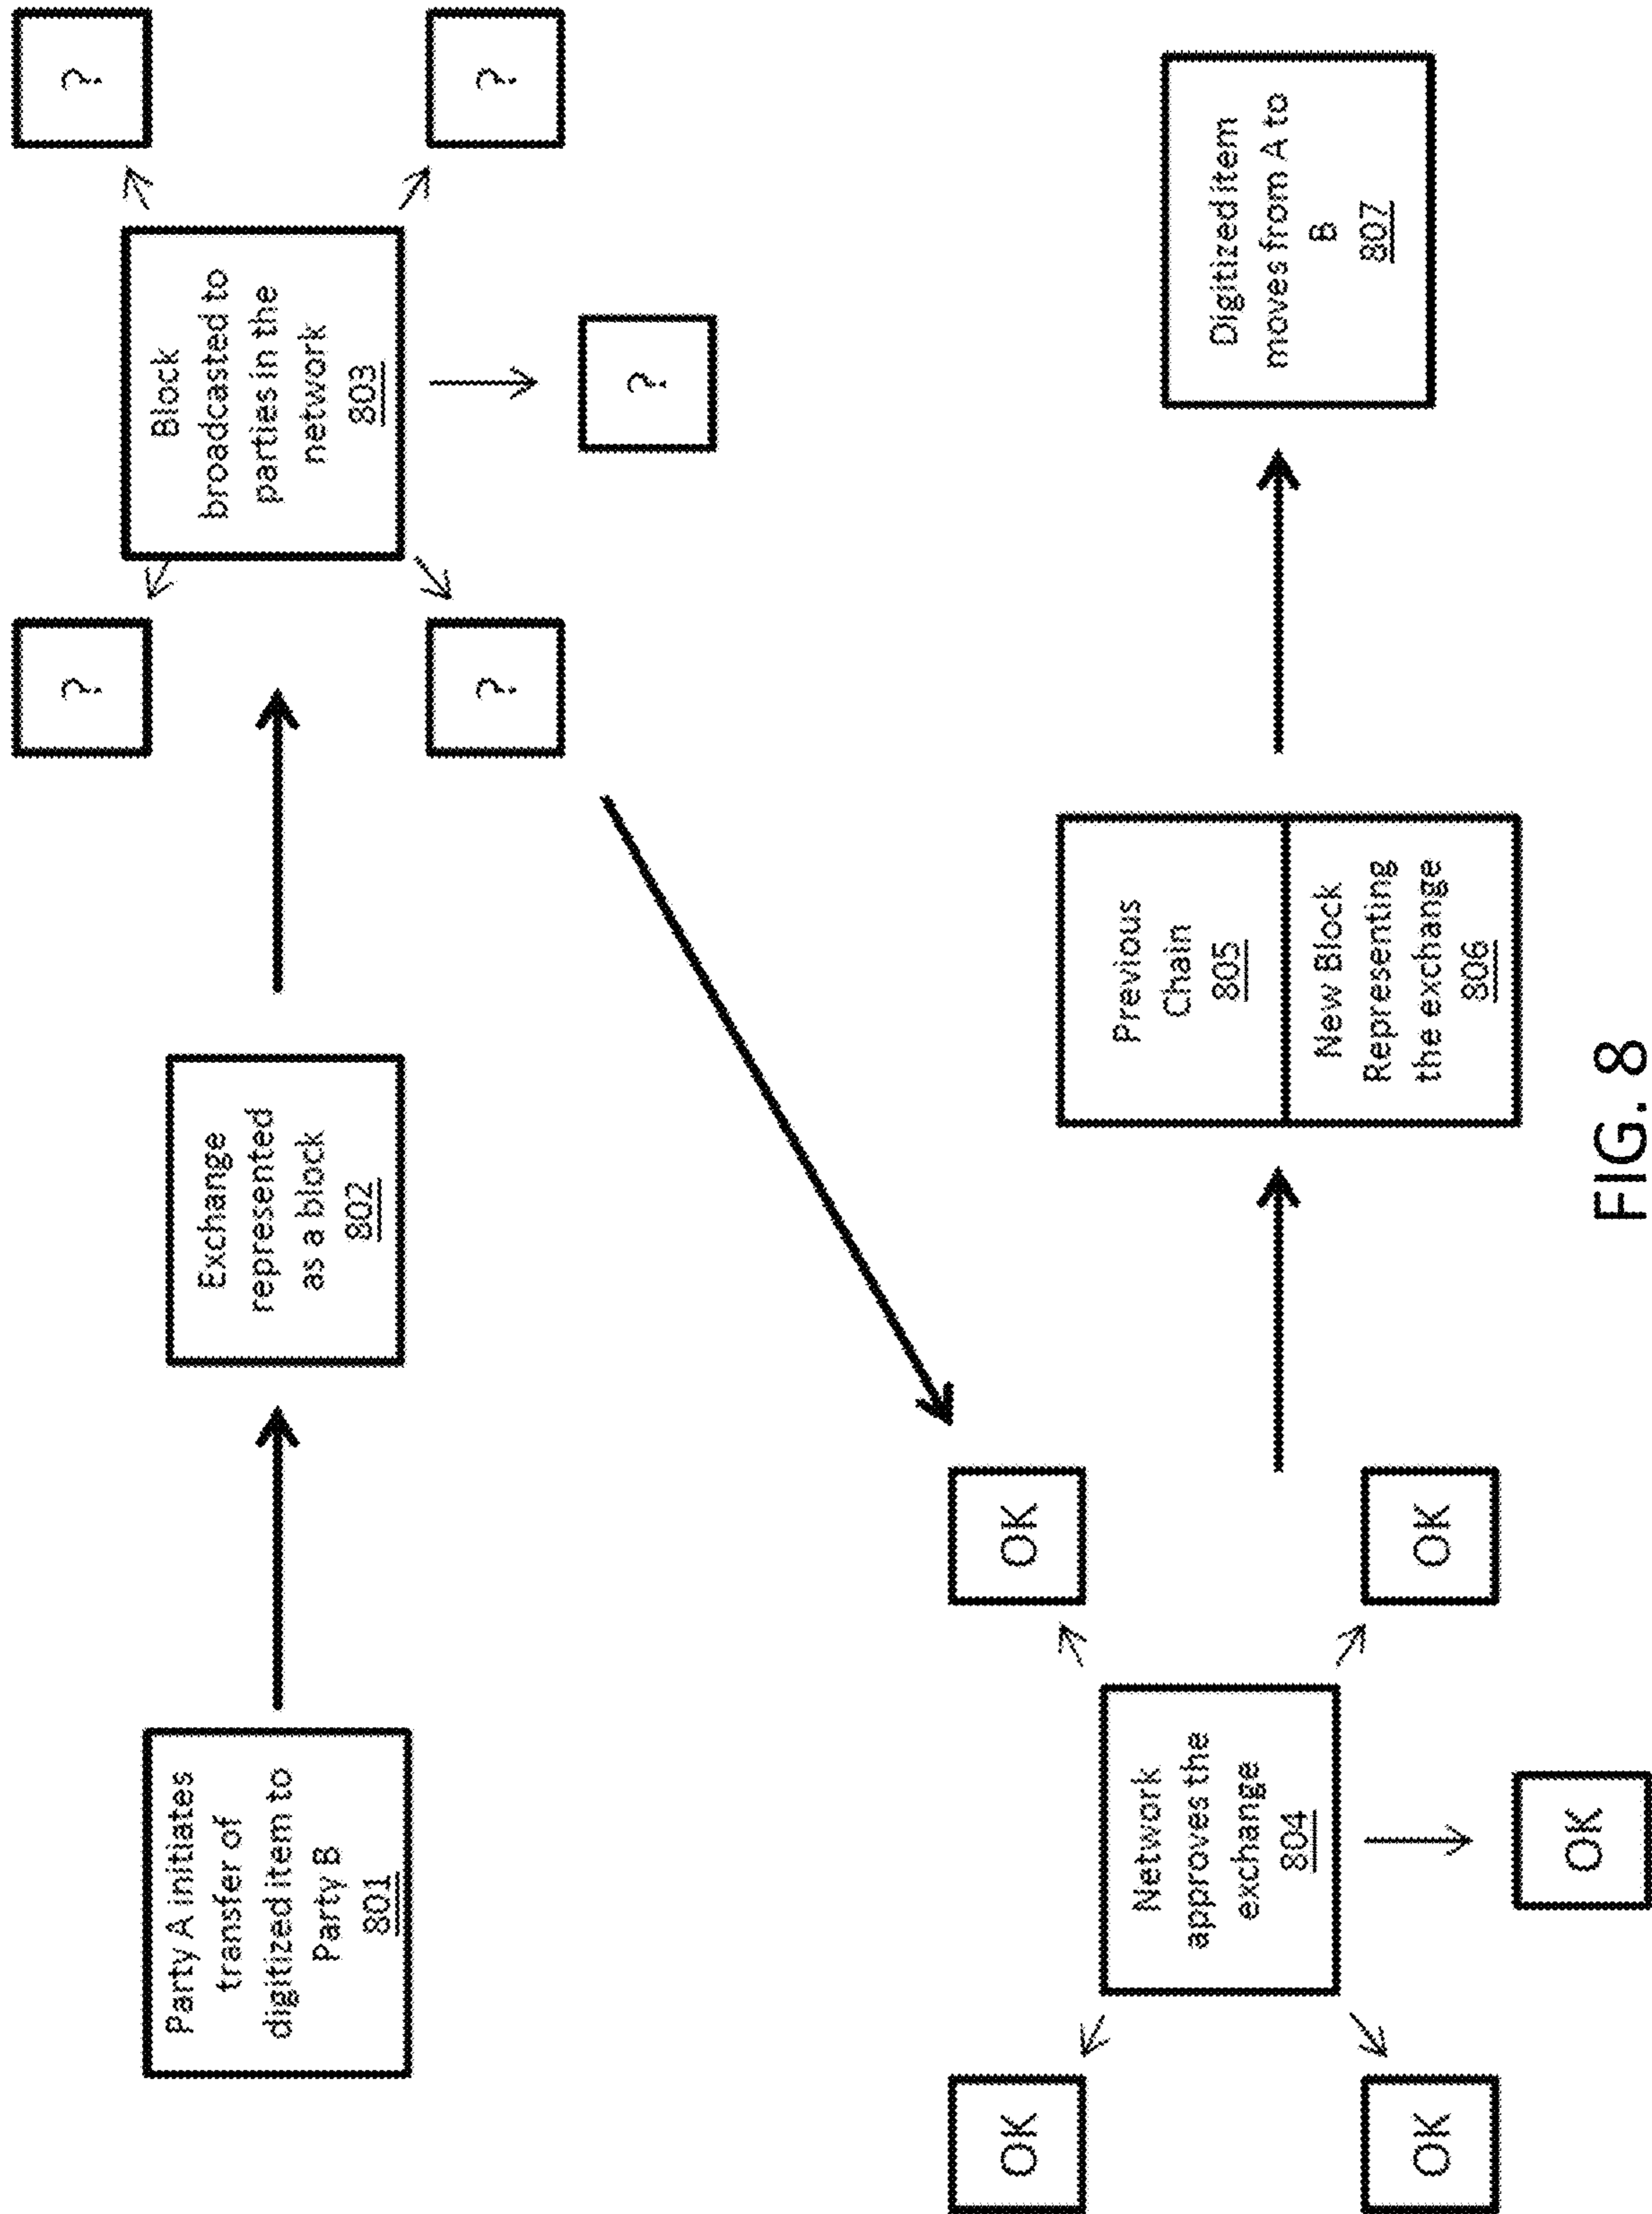 Party A initiates
transfer of
digitized item to
Party B
801
Exchange
represented
as a block
802
?
?
Block
broadcasted to
parties in the
network
803
?
?
?
OK
OK
Network
approves the
exchange
804
OK
OK
OK
Previous
Chain
805
New Block
Representing
the exchange
806
Digitized item
moves from A to
B
807
FIG. 8